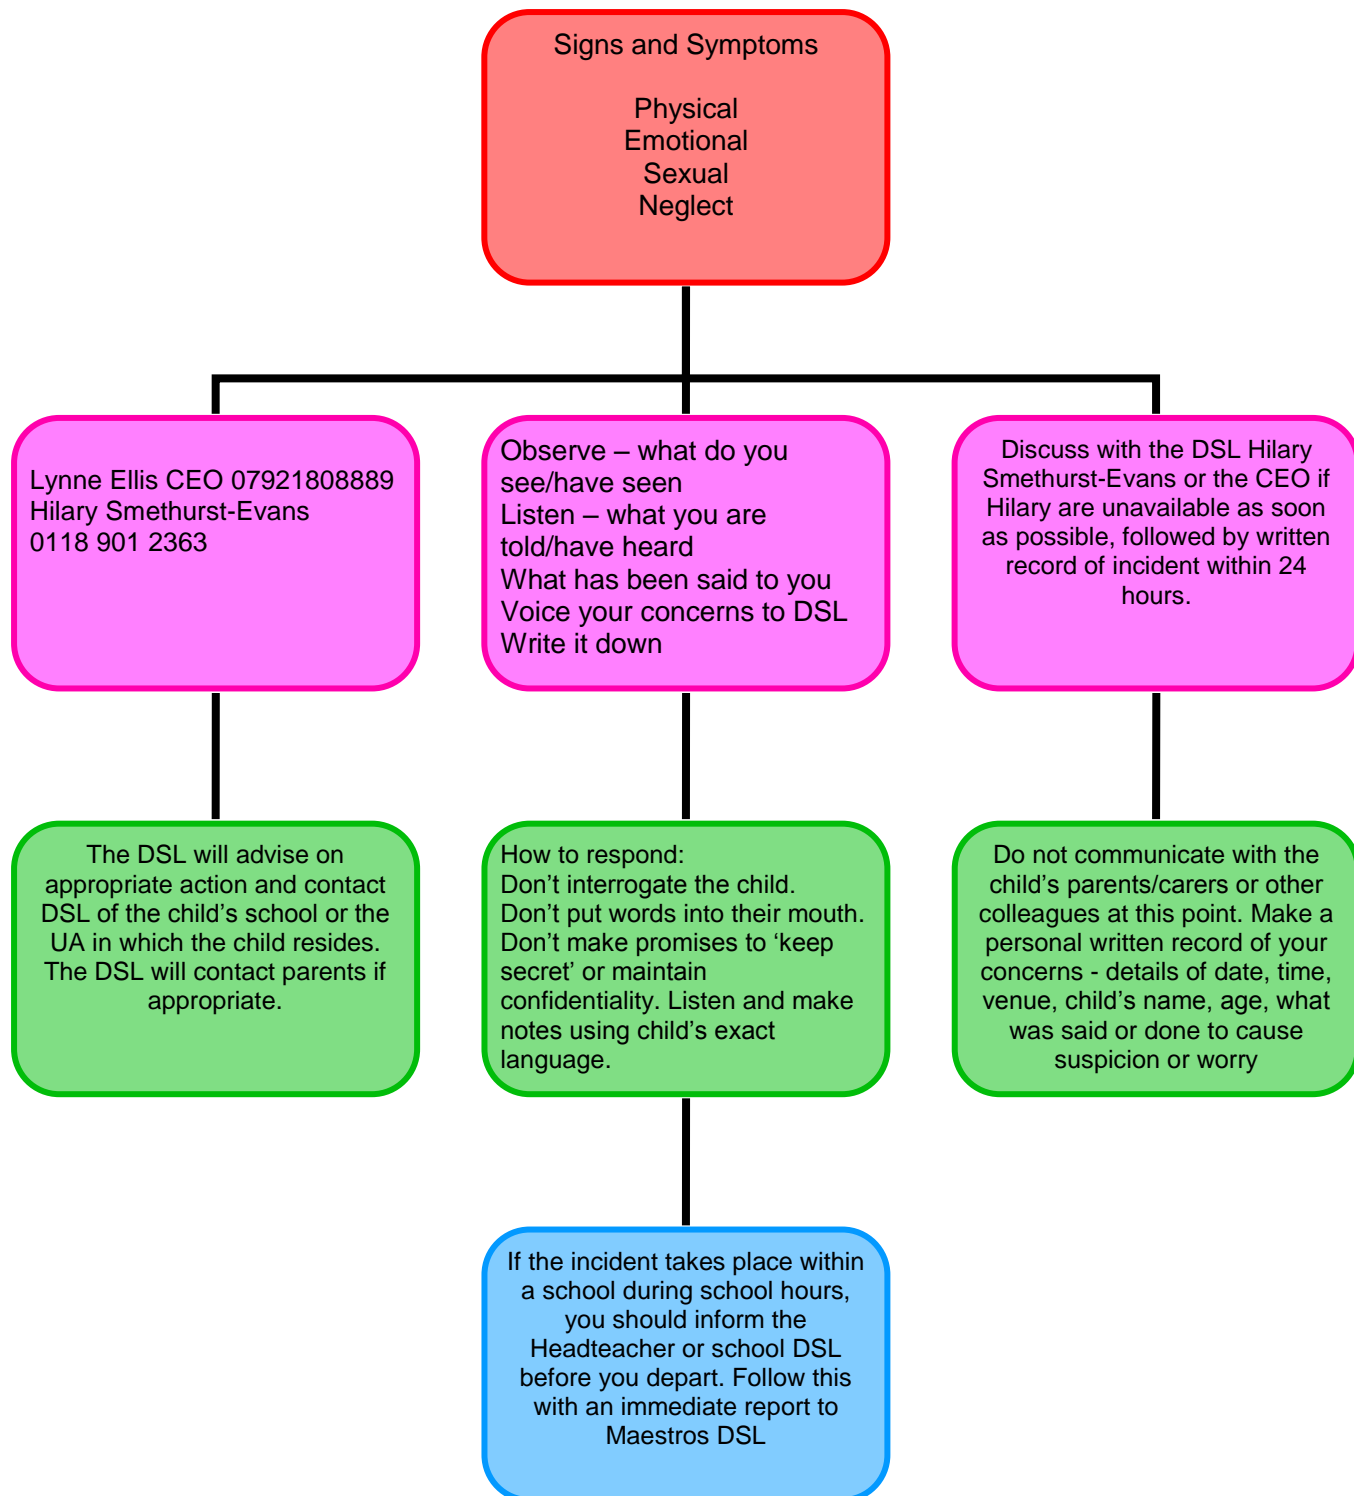 Signs and Symptoms
Physical
Emotional
Sexual
Neglect
Lynne Ellis CEO 07921808889
Hilary Smethurst-Evans
0118 901 2363
Observe – what do you
see/have seen
Listen – what you are
told/have heard
What has been said to you
Voice your concerns to DSL
Write it down
Discuss with the DSL Hilary
Smethurst-Evans or the CEO if
Hilary are unavailable as soon
as possible, followed by written
record of incident within 24
hours.
The DSL will advise on
appropriate action and contact
DSL of the child’s school or the
UA in which the child resides.
The DSL will contact parents if
appropriate.
How to respond:
Don’t interrogate the child.
Don’t put words into their mouth.
Don’t make promises to ‘keep
secret’ or maintain
confidentiality. Listen and make
notes using child’s exact
language.
Do not communicate with the
child’s parents/carers or other
colleagues at this point. Make a
personal written record of your
concerns - details of date, time,
venue, child’s name, age, what
was said or done to cause
suspicion or worry
If the incident takes place within
a school during school hours,
you should inform the
Headteacher or school DSL
before you depart. Follow this
with an immediate report to
Maestros DSL